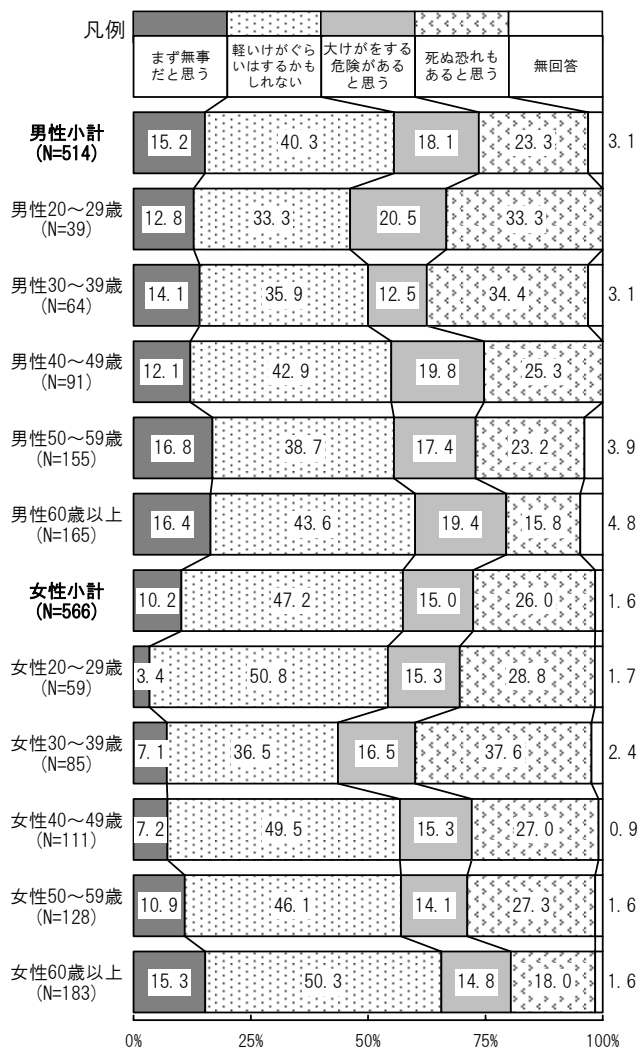 凡例
まず無事
だと思う
軽いけがぐら
いはするかも
しれない
大けがをする
危険がある
と思う
死ぬ恐れも
あると思う
無回答
男性小計
(N=514)
15.2 40.3 18.1 23.3 3.1
男性20～29歳
(N=39)
12.8 33.3 20.5 33.3
男性30～39歳
(N=64)
14.1 35.9 12.5 34.4 3.1
男性40～49歳
(N=91)
12.1 42.9 19.8 25.3
男性50～59歳
(N=155)
16.8 38.7 17.4 23.2 3.9
男性60歳以上
(N=165)
16.4 43.6 19.4 15.8 4.8
女性小計
(N=566)
10.2 47.2 15.0 26.0 1.6
女性20～29歳
(N=59)
3.4 50.8 15.3 28.8 1.7
女性30～39歳
(N=85)
7.1 36.5 16.5 37.6 2.4
女性40～49歳
(N=111)
7.2 49.5 15.3 27.0 0.9
女性50～59歳
(N=128)
10.9 46.1 14.1 27.3 1.6
女性60歳以上
(N=183)
15.3 50.3 14.8 18.0 1.6
0% 25% 50% 75% 100%